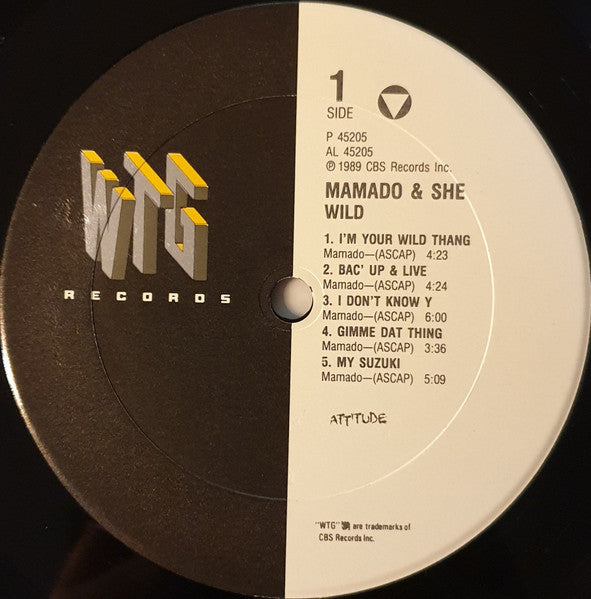 WTG
RECORDS
1
SIDE
P 45205
AL 45205
℗ 1989 CBS Records Inc.
MAMADO & SHE
WILD
1. I'M YOUR WILD THANG
Mamado—(ASCAP) 4:23
2. BAC' UP & LIVE
Mamado—(ASCAP) 4:24
3. I DON'T KNOW Y
Mamado—(ASCAP) 6:00
4. GIMME DAT THING
Mamado—(ASCAP) 3:36
5. MY SUZUKI
Mamado—(ASCAP) 5:09
ATTITUDE
"WTG" are trademarks of
CBS Records Inc.